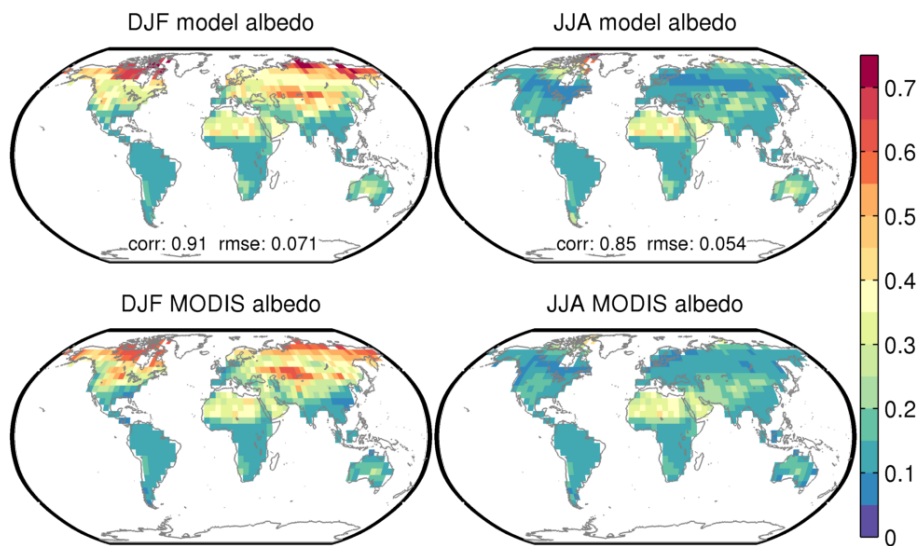 DJF model albedo
JJA model albedo
corr: 0.91 rmse: 0.071
corr: 0.85 rmse: 0.054
DJF MODIS albedo
JJA MODIS albedo
0.7
0.6
0.5
0.4
0.3
0.2
0.1
0